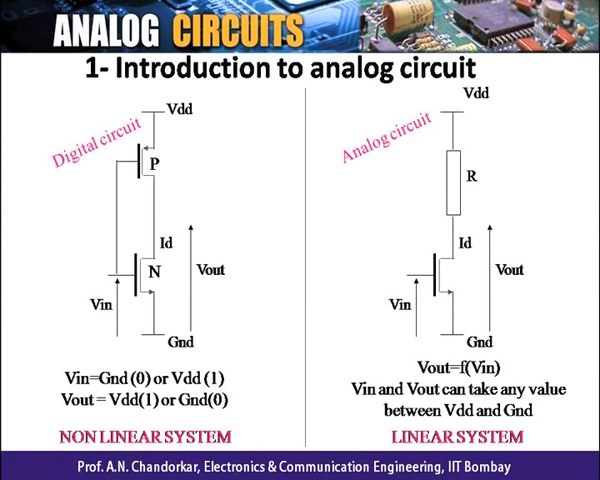 ANALOG CIRCUITS
1- Introduction to analog circuit
Digital circuit
Vdd
P
Id
N
Vout
Vin
Gnd
Vin=Gnd (0) or Vdd (1)
Vout = Vdd(1) or Gnd(0)
NON LINEAR SYSTEM
Analog circuit
Vdd
R
Id
Vout
Vin
Gnd
Vout=f(Vin)
Vin and Vout can take any value
between Vdd and Gnd
LINEAR SYSTEM
Prof. A.N. Chandorkar, Electronics & Communication Engineering, IIT Bombay